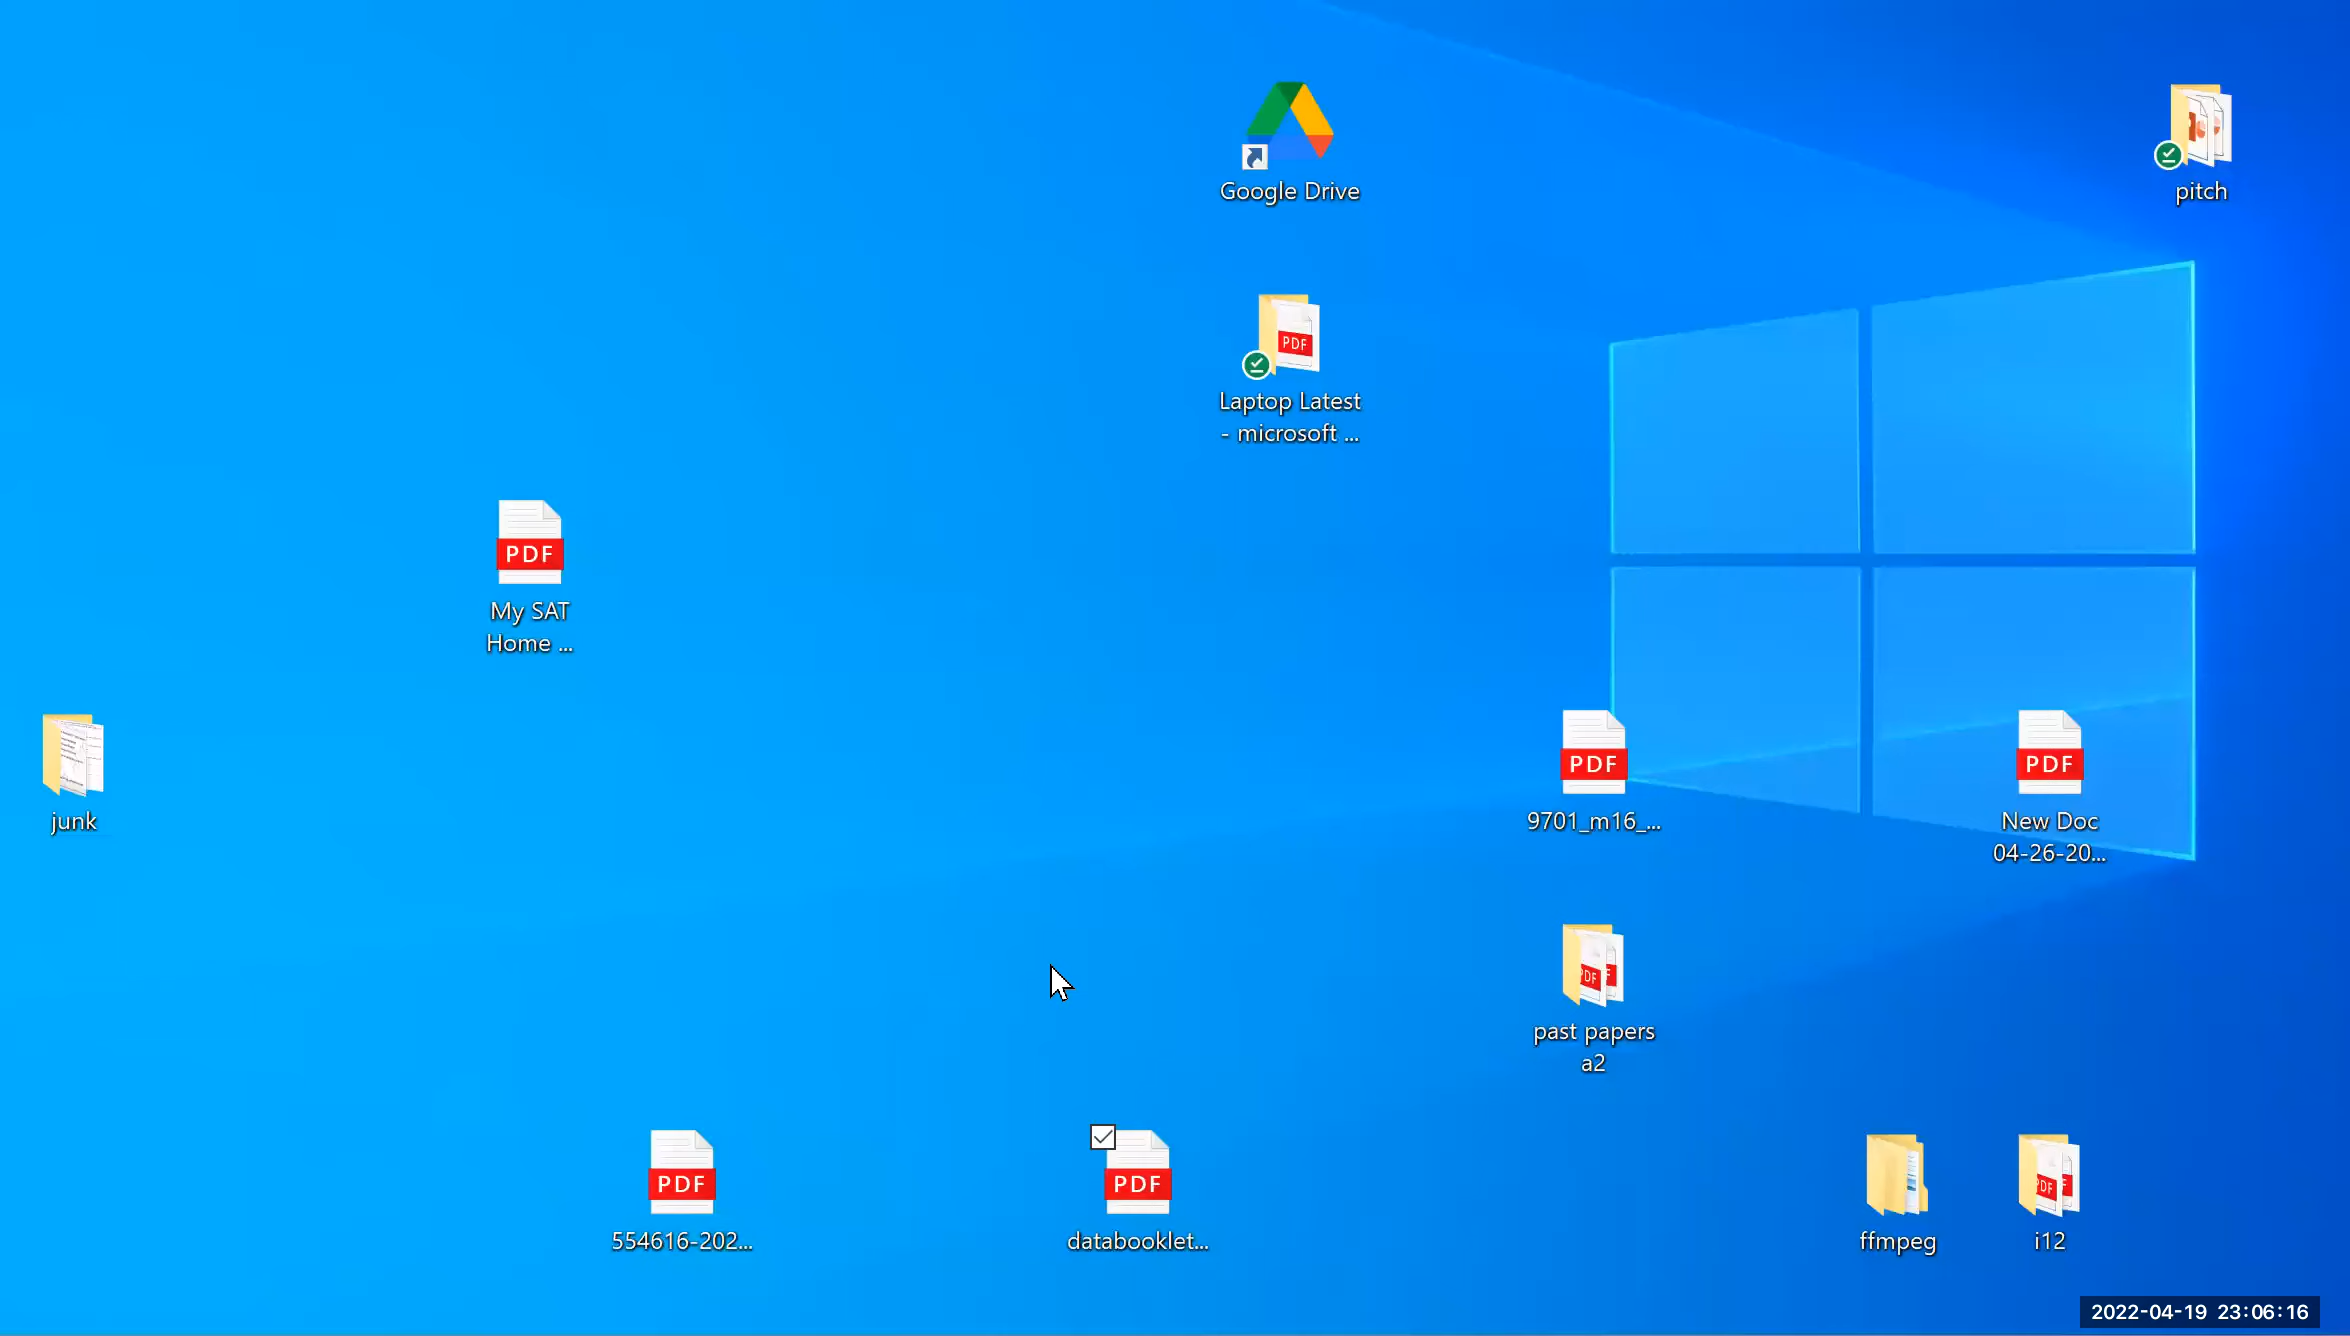 Google Drive
pitch
PDF
Laptop Latest
- microsoft ...
PDF
My SAT
Home ...
junk
PDF
9701_m16_...
PDF
New Doc
04-26-20...
PDF
past papers
a2
PDF
554616-202...
PDF
databooklet...
ffmpeg
PDF
i12
2022-04-19 23:06:16